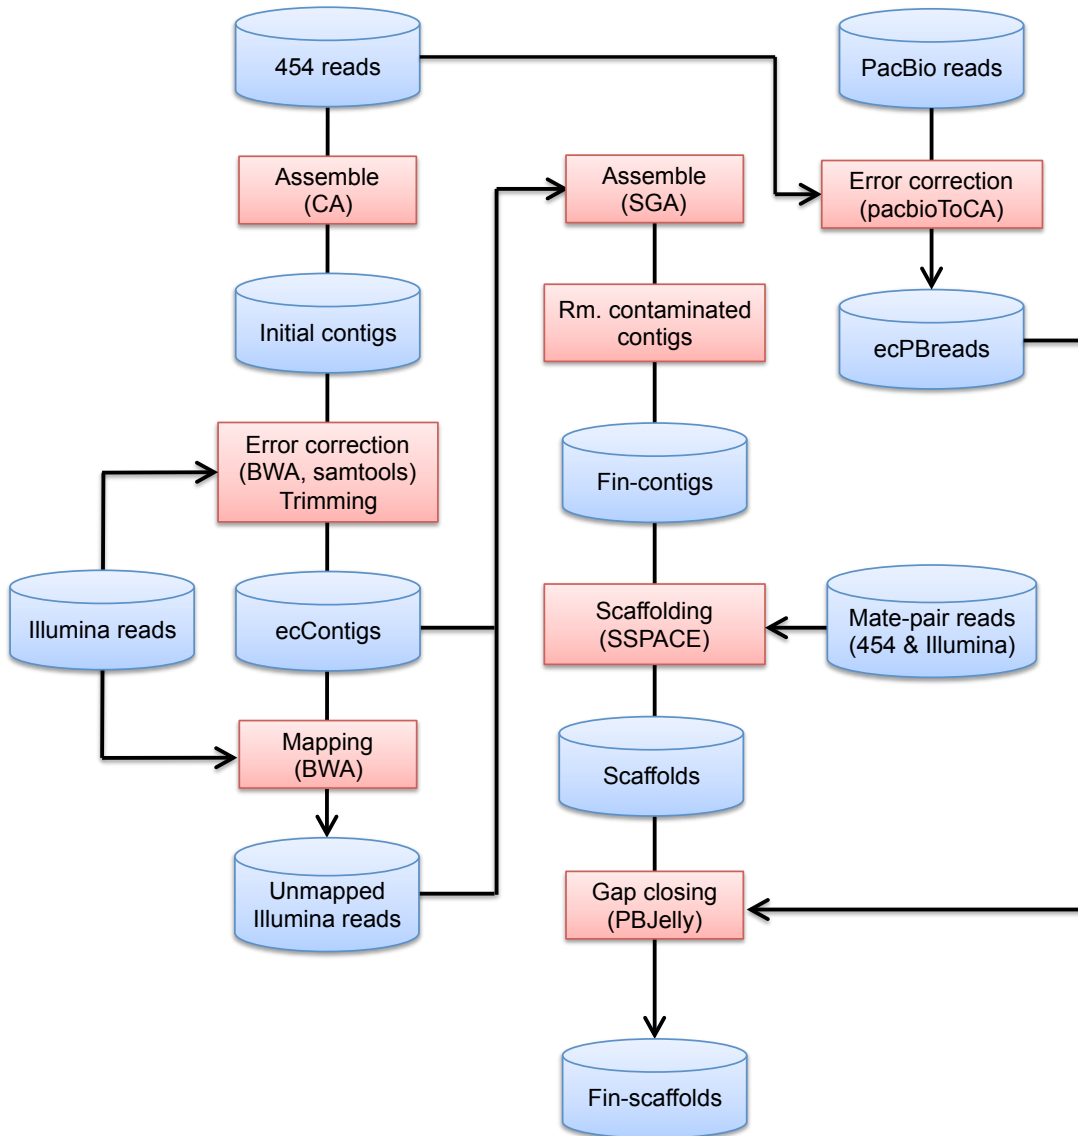 454 reads
PacBio reads
Assemble
(CA)
Assemble
(SGA)
Error correction
(pacbioToCA)
Initial contigs
Rm. contaminated
contigs
ecPBreads
Error correction
(BWA, samtools)
Trimming
Fin-contigs
Illumina reads
ecContigs
Scaffolding
(SSPACE)
Mate-pair reads
(454 & Illumina)
Mapping
(BWA)
Scaffolds
Unmapped
Illumina reads
Gap closing
(PBJelly)
Fin-scaffolds